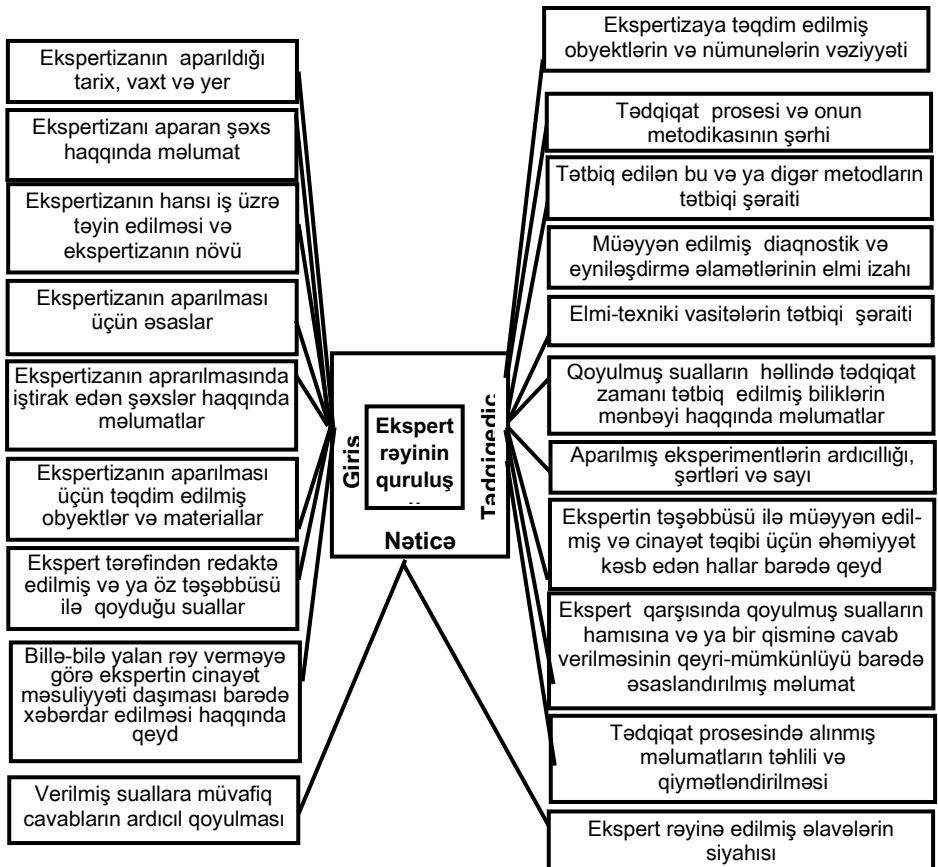 Ekspertizanın aparıldığı
tarix, vaxt və yer
Ekspertizanı aparan şəxs
haqqında məlumat
Ekspertizanın hansı iş üzrə
təyin edilməsi və
ekspertizanın növü
Ekspertizanın aparılması
üçün əsaslar
Ekspertizanın aprarılmasında
iştirak edən şəxslər haqqında
məlumatlar
Ekspertizanın aparılması
üçün təqdim edilmiş
obyektlər və materiallar
Ekspert tərəfindən redaktə
edilmiş və ya öz təşəbbüsü
ilə qoyduğu suallar
Billə-bilə yalan rəy verməyə
görə ekspertin cinayət
məsuliyyəti daşıması barədə
xəbərdar edilməsi haqqında
qeyd
Verilmiş suallara müvafiq
cavabların ardıcıl qoyulması
Giris
Ekspert
rəyinin
quruluş
Tədqiqedic
Nəticə
Ekspertizaya təqdim edilmiş
obyektlərin və nümunələrin vəziyyəti
Tədqiqat prosesi və onun
metodikasının şərhi
Tətbiq edilən bu və ya digər metodların
tətbiqi şəraiti
Müəyyən edilmiş diaqnostik və
eyniləşdirmə əlamətlərinin elmi izahı
Elmi-texniki vasitələrin tətbiqi şəraiti
Qoyulmuş sualların həllində tədqiqat
zamanı tətbiq edilmiş biliklərin
mənbəyi haqqında məlumatlar
Aparılmış eksperimentlərin ardıcıllığı,
şərtləri və sayı
Ekspertin təşəbbüsü ilə müəyyən edil-
miş və cinayət təqibi üçün əhəmiyyət
kəsb edən hallar barədə qeyd
Ekspert qarşısında qoyulmuş sualların
hamısına və ya bir qisminə cavab
verilməsinin qeyri-mümkünlüyü barədə
əsaslandırılmış məlumat
Tədqiqat prosesində alınmış
məlumatların təhlili və
qiymətləndirilməsi
Ekspert rəyinə edilmiş əlavələrin
siyahısı